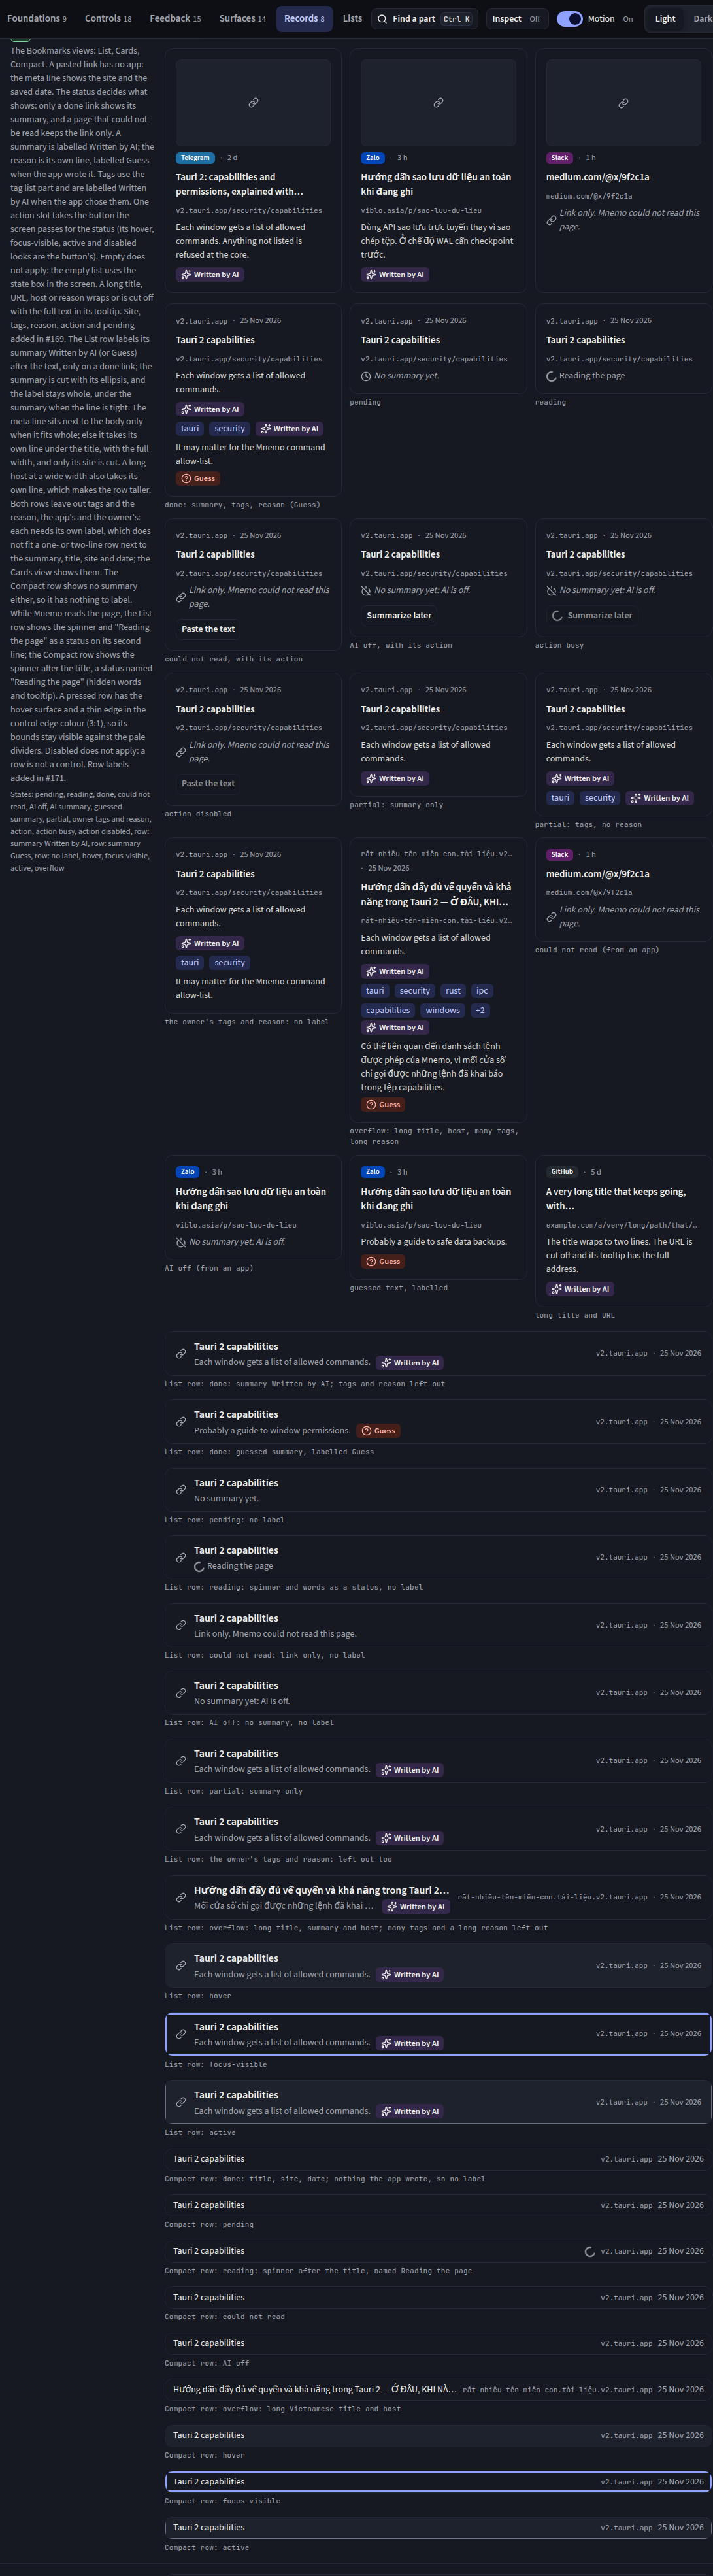 Foundations 9 Controls 18 Feedback 15 Surfaces 14 Records 8 Lists Find a part Ctrl K Inspect Off Motion On Light Dark
The Bookmarks views: List, Cards,
Compact. A pasted link has no app:
the meta line shows the site and the
saved date. The status decides what
shows: only a done link shows its
summary, and a page that could not
be read keeps the link only. A
summary is labelled Written by AI; the
reason is its own line, labelled Guess
when the app wrote it. Tags use the
tag list part and are labelled Written
by AI when the app chose them. One
action slot takes the button the
screen passes for the status (its hover,
focus-visible, active and disabled
looks are the button's). Empty does
not apply: the empty list uses the
state box in the screen. A long title,
URL, host or reason wraps or is cut off
with the full text in its tooltip. Site,
tags, reason, action and pending
added in #169. The List row labels its
summary Written by AI (or Guess)
after the text, only on a done link; the
summary is cut with its ellipsis, and
the label stays whole, under the
summary when the line is tight. The
meta line sits next to the body only
when it fits whole; else it takes its
own line under the title, with the full
width, and only its site is cut. A long
host at a wide width also takes its
own line, which makes the row taller.
Both rows leave out tags and the
reason, the app's and the owner's:
each needs its own label, which does
not fit a one- or two-line row next to
the summary, title, site and date; the
Cards view shows them. The
Compact row shows no summary
either, so it has nothing to label.
While Mnemo reads the page, the List
row shows the spinner and "Reading
the page" as a status on its second
line; the Compact row shows the
spinner after the title, a status named
"Reading the page" (hidden words
and tooltip). A pressed row has the
hover surface and a thin edge in the
control edge colour (3:1), so its
bounds stay visible against the pale
dividers. Disabled does not apply: a
row is not a control. Row labels
added in #171.
States: pending, reading, done, could not
read, AI off, AI summary, guessed
summary, partial, owner tags and reason,
action, action busy, action disabled, row:
summary Written by AI, row: summary
Guess, row: no label, hover, focus-visible,
active, overflow
Telegram · 2 d
Tauri 2: capabilities and
permissions, explained with…
v2.tauri.app/security/capabilities
Each window gets a list of allowed
commands. Anything not listed is
refused at the core.
Written by AI
Zalo · 3 h
Hướng dẫn sao lưu dữ liệu an toàn
khi đang ghi
viblo.asia/p/sao-luu-du-lieu
Dùng API sao lưu trực tuyến thay vì sao
chép tệp. Ở chế độ WAL cần checkpoint
trước.
Written by AI
Slack · 1 h
medium.com/@x/9f2c1a
medium.com/@x/9f2c1a
Link only. Mnemo could not read this
page.
v2.tauri.app · 25 Nov 2026
Tauri 2 capabilities
v2.tauri.app/security/capabilities
Each window gets a list of allowed
commands.
Written by AI
tauri security Written by AI
It may matter for the Mnemo command
allow-list.
Guess
done: summary, tags, reason (Guess)
v2.tauri.app · 25 Nov 2026
Tauri 2 capabilities
v2.tauri.app/security/capabilities
No summary yet.
pending
v2.tauri.app · 25 Nov 2026
Tauri 2 capabilities
v2.tauri.app/security/capabilities
Reading the page
reading
v2.tauri.app · 25 Nov 2026
Tauri 2 capabilities
v2.tauri.app/security/capabilities
Link only. Mnemo could not read this
page.
Paste the text
could not read, with its action
v2.tauri.app · 25 Nov 2026
Tauri 2 capabilities
v2.tauri.app/security/capabilities
No summary yet: AI is off.
Summarize later
AI off, with its action
v2.tauri.app · 25 Nov 2026
Tauri 2 capabilities
v2.tauri.app/security/capabilities
No summary yet: AI is off.
Summarize later
action busy
v2.tauri.app · 25 Nov 2026
Tauri 2 capabilities
v2.tauri.app/security/capabilities
Link only. Mnemo could not read this
page.
Paste the text
action disabled
v2.tauri.app · 25 Nov 2026
Tauri 2 capabilities
v2.tauri.app/security/capabilities
Each window gets a list of allowed
commands.
Written by AI
partial: summary only
v2.tauri.app · 25 Nov 2026
Tauri 2 capabilities
v2.tauri.app/security/capabilities
Each window gets a list of allowed
commands.
Written by AI
tauri security Written by AI
partial: tags, no reason
v2.tauri.app · 25 Nov 2026
Tauri 2 capabilities
v2.tauri.app/security/capabilities
Each window gets a list of allowed
commands.
Written by AI
tauri security
It may matter for the Mnemo command
allow-list.
the owner's tags and reason: no label
rất-nhiều-tên-miền-con.tài-liệu.v2…
· 25 Nov 2026
Hướng dẫn đầy đủ về quyền và khả
năng trong Tauri 2 — Ở ĐÂU, KHI…
rất-nhiều-tên-miền-con.tài-liệu.v2…
Each window gets a list of allowed
commands.
Written by AI
tauri security rust ipc
capabilities windows +2
Written by AI
Có thể liên quan đến danh sách lệnh
được phép của Mnemo, vì mỗi cửa sổ
chỉ gọi được những lệnh đã khai báo
trong tệp capabilities.
Guess
overflow: long title, host, many tags,
long reason
Slack · 1 h
medium.com/@x/9f2c1a
medium.com/@x/9f2c1a
Link only. Mnemo could not read this
page.
could not read (from an app)
Zalo · 3 h
Hướng dẫn sao lưu dữ liệu an toàn
khi đang ghi
viblo.asia/p/sao-luu-du-lieu
No summary yet: AI is off.
AI off (from an app)
Zalo · 3 h
Hướng dẫn sao lưu dữ liệu an toàn
khi đang ghi
viblo.asia/p/sao-luu-du-lieu
Probably a guide to safe data backups.
Guess
guessed text, labelled
GitHub · 5 d
A very long title that keeps going,
with…
example.com/a/very/long/path/that/…
The title wraps to two lines. The URL is
cut off and its tooltip has the full
address.
Written by AI
long title and URL
Tauri 2 capabilities
Each window gets a list of allowed commands. Written by AI
v2.tauri.app · 25 Nov 2026
List row: done: summary Written by AI; tags and reason left out
Tauri 2 capabilities
Probably a guide to window permissions. Guess
v2.tauri.app · 25 Nov 2026
List row: done: guessed summary, labelled Guess
Tauri 2 capabilities
No summary yet.
v2.tauri.app · 25 Nov 2026
List row: pending: no label
Tauri 2 capabilities
Reading the page
v2.tauri.app · 25 Nov 2026
List row: reading: spinner and words as a status, no label
Tauri 2 capabilities
Link only. Mnemo could not read this page.
v2.tauri.app · 25 Nov 2026
List row: could not read: link only, no label
Tauri 2 capabilities
No summary yet: AI is off.
v2.tauri.app · 25 Nov 2026
List row: AI off: no summary, no label
Tauri 2 capabilities
Each window gets a list of allowed commands. Written by AI
v2.tauri.app · 25 Nov 2026
List row: partial: summary only
Tauri 2 capabilities
Each window gets a list of allowed commands. Written by AI
v2.tauri.app · 25 Nov 2026
List row: the owner's tags and reason: left out too
Hướng dẫn đầy đủ về quyền và khả năng trong Tauri 2…
Mỗi cửa sổ chỉ gọi được những lệnh đã khai … Written by AI
rất-nhiều-tên-miền-con.tài-liệu.v2.tauri.app · 25 Nov 2026
List row: overflow: long title, summary and host; many tags and a long reason left out
Tauri 2 capabilities
Each window gets a list of allowed commands. Written by AI
v2.tauri.app · 25 Nov 2026
List row: hover
Tauri 2 capabilities
Each window gets a list of allowed commands. Written by AI
v2.tauri.app · 25 Nov 2026
List row: focus-visible
Tauri 2 capabilities
Each window gets a list of allowed commands. Written by AI
v2.tauri.app · 25 Nov 2026
List row: active
Tauri 2 capabilities v2.tauri.app 25 Nov 2026
Compact row: done: title, site, date; nothing the app wrote, so no label
Tauri 2 capabilities v2.tauri.app 25 Nov 2026
Compact row: pending
Tauri 2 capabilities v2.tauri.app 25 Nov 2026
Compact row: reading: spinner after the title, named Reading the page
Tauri 2 capabilities v2.tauri.app 25 Nov 2026
Compact row: could not read
Tauri 2 capabilities v2.tauri.app 25 Nov 2026
Compact row: AI off
Hướng dẫn đầy đủ về quyền và khả năng trong Tauri 2 — Ở ĐÂU, KHI NÀ… rất-nhiều-tên-miền-con.tài-liệu.v2.tauri.app 25 Nov 2026
Compact row: overflow: long Vietnamese title and host
Tauri 2 capabilities v2.tauri.app 25 Nov 2026
Compact row: hover
Tauri 2 capabilities v2.tauri.app 25 Nov 2026
Compact row: focus-visible
Tauri 2 capabilities v2.tauri.app 25 Nov 2026
Compact row: active